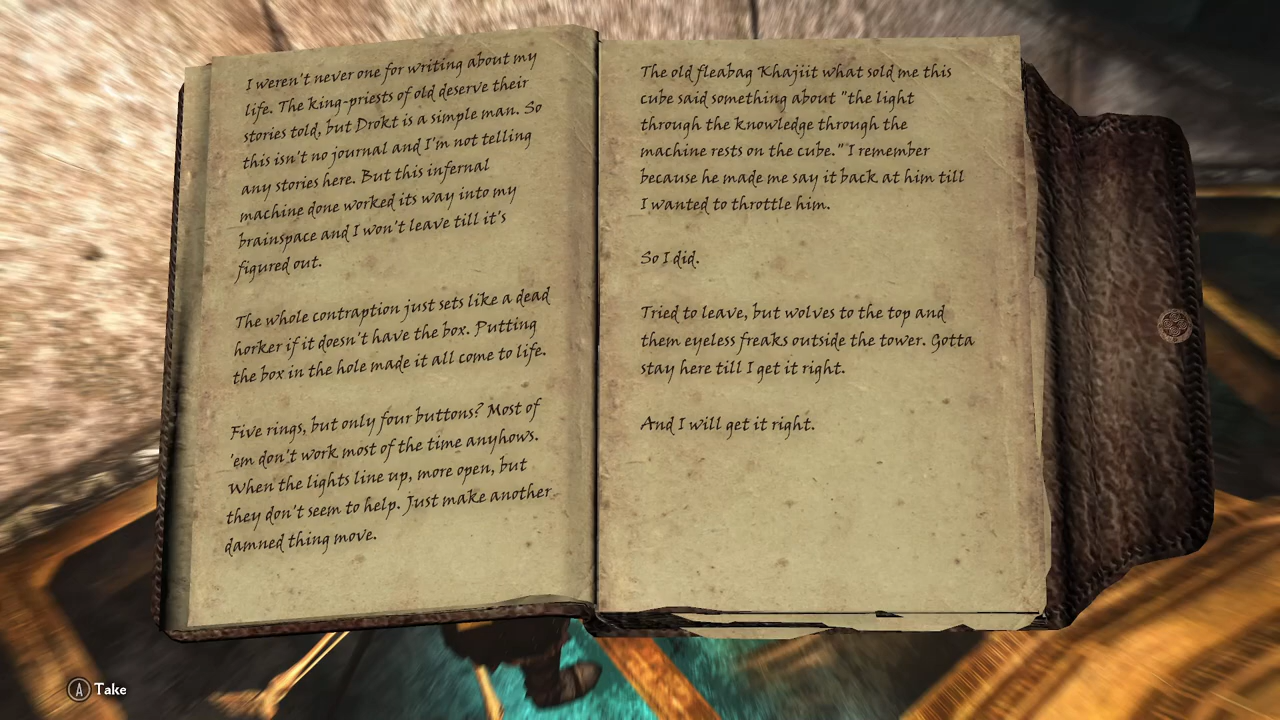 I weren't never one for writing about my
life. The king-priests of old deserve their
stories told, but Drokt is a simple man. So
this isn't no journal and I'm not telling
any stories here. But this infernal
machine done worked its way into my
brainspace and I won't leave till it's
figured out.
The whole contraption just sets like a dead
horker if it doesn't have the box. Putting
the box in the hole made it all come to life.
Five rings, but only four buttons? Most of
'em don't work most of the time anyhows.
When the lights line up, more open, but
they don't seem to help. Just make another
damned thing move.
The old fleabag Khajiit what sold me this
cube said something about "the light
through the knowledge through the
machine rests on the cube." I remember
because he made me say it back at him till
I wanted to throttle him.
So I did.
Tried to leave, but wolves to the top and
them eyeless freaks outside the tower. Gotta
stay here till I get it right.
And I will get it right.
A Take